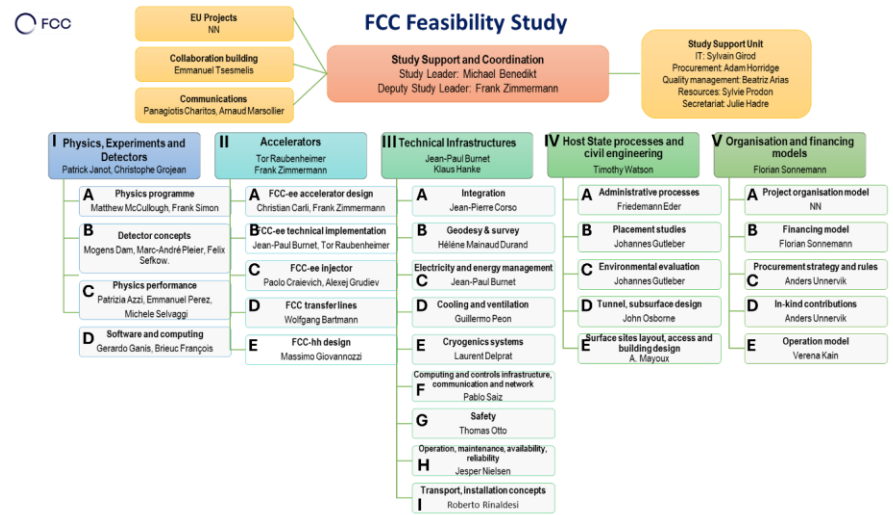 FCC
FCC Feasibility Study
EU Projects
NN
Collaboration building
Emmanuel Tsesmelis
Communications
Panagiotis Charitos, Arnaud Marsollier
Study Support and Coordination
Study Leader: Michael Benedikt
Deputy Study Leader: Frank Zimmermann
Study Support Unit
IT: Sylvain Girod
Procurement: Adam Horridge
Quality management: Beatriz Arias
Resources: Sylvie Prodon
Secretariat: Julie Hadre
I Physics, Experiments and
Detectors
Patrick Janot, Christophe Grojean
A Physics programme
Matthew McCullough, Frank Simon
B Detector concepts
Mogens Dam, Marc-André Pleier, Felix
Sefkow.
C Physics performance
Patrizia Azzi, Emmanuel Perez,
Michele Selvaggi
D Software and computing
Gerardo Ganis, Brieuc François
II Accelerators
Tor Raubenheimer
Frank Zimmermann
A FCC-ee accelerator design
Christian Carli, Frank Zimmermann
B FCC-ee technical implementation
Jean-Paul Burnet, Tor Raubenheimer
C FCC-ee injector
Paolo Craievich, Alexej Grudiev
D FCC transfer lines
Wolfgang Bartmann
E FCC-hh design
Massimo Giovannozzi
III Technical Infrastructures
Jean-Paul Burnet
Klaus Hanke
A Integration
Jean-Pierre Corso
B Geodesy & survey
Hélène Mainaud Durand
Electricity and energy management
C Jean-Paul Burnet
D Cooling and ventilation
Guillermo Peon
E Cryogenics systems
Laurent Delprat
Computing and controls infrastructure,
communication and network
F Pablo Saiz
G Safety
Thomas Otto
Operation, maintenance, availability,
reliability
H Jesper Nielsen
Transport, installation concepts
I Roberto Rinaldesi
IV Host State processes and
civil engineering
Timothy Watson
A Administrative processes
Friedemann Eder
B Placement studies
Johannes Gutleber
C Environmental evaluation
Johannes Gutleber
D Tunnel, subsurface design
John Osborne
Surface sites layout, access and
E building design
A. Mayoux
V Organisation and financing
models
Florian Sonnemann
A Project organisation model
NN
B Financing model
Florian Sonnemann
Procurement strategy and rules
C Anders Unnervik
D In-kind contributions
Anders Unnervik
E Operation model
Verena Kain